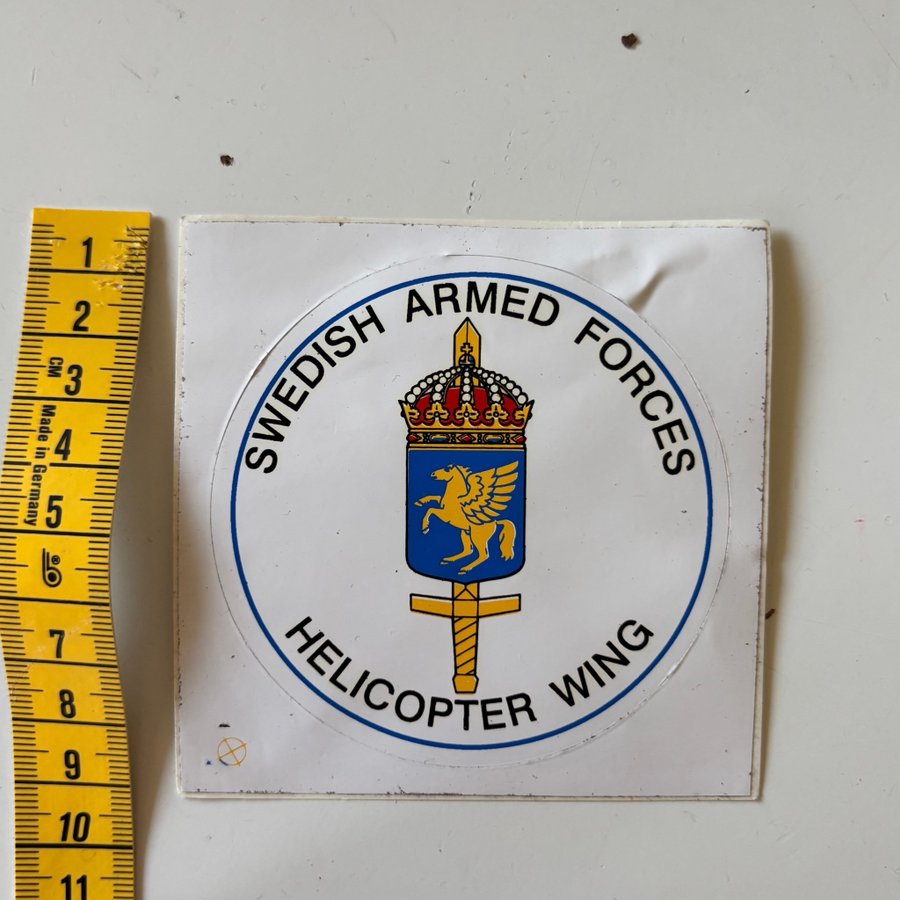 SWEDISH ARMED FORCES
HELICOPTER WING
1
2
CM
3
Made in Germany
4
5
7
8
9
10
11